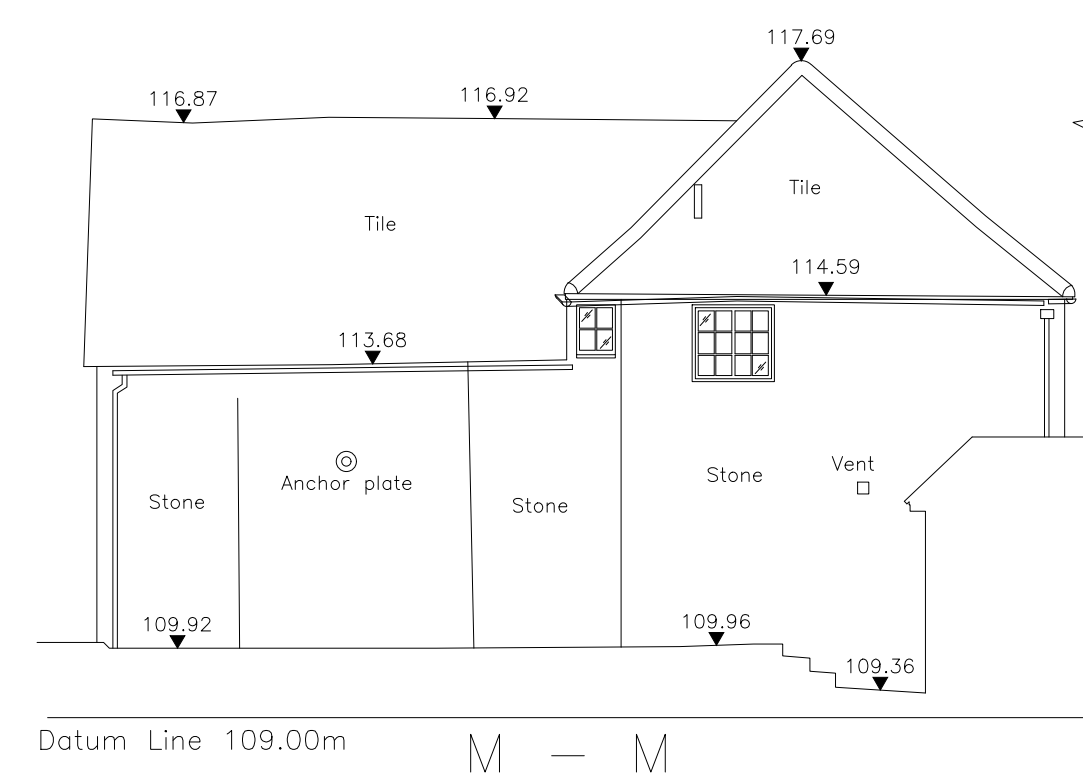 117.69
116.87
116.92
Tile
Tile
114.59
113.68
Vent
Stone
Anchor plate
Stone
Stone
109.92
109.96
109.36
Datum Line 109.00m
M – M